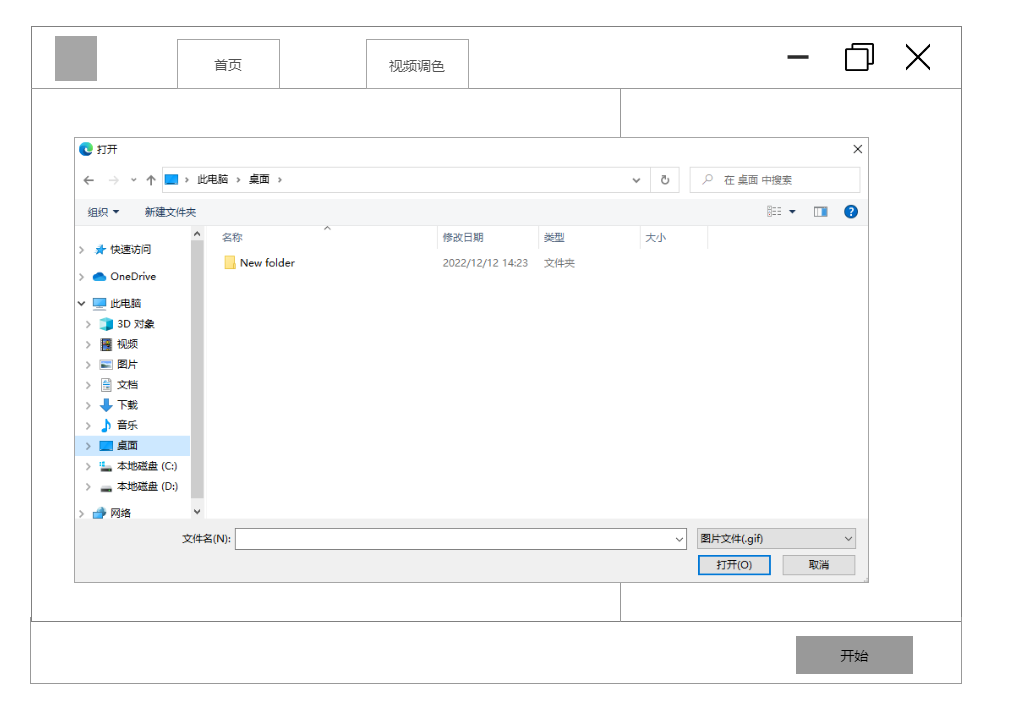 首页
视频调色
打开
此电脑 › 桌面 ›
在 桌面 中搜索
组织
新建文件夹
名称
修改日期
类型
大小
New folder
2022/12/12 14:23
文件夹
快速访问
OneDrive
此电脑
3D 对象
视频
图片
文档
下载
音乐
桌面
本地磁盘 (C:)
本地磁盘 (D:)
网络
文件名(N):
图片文件(.gif)
打开(O)
取消
开始